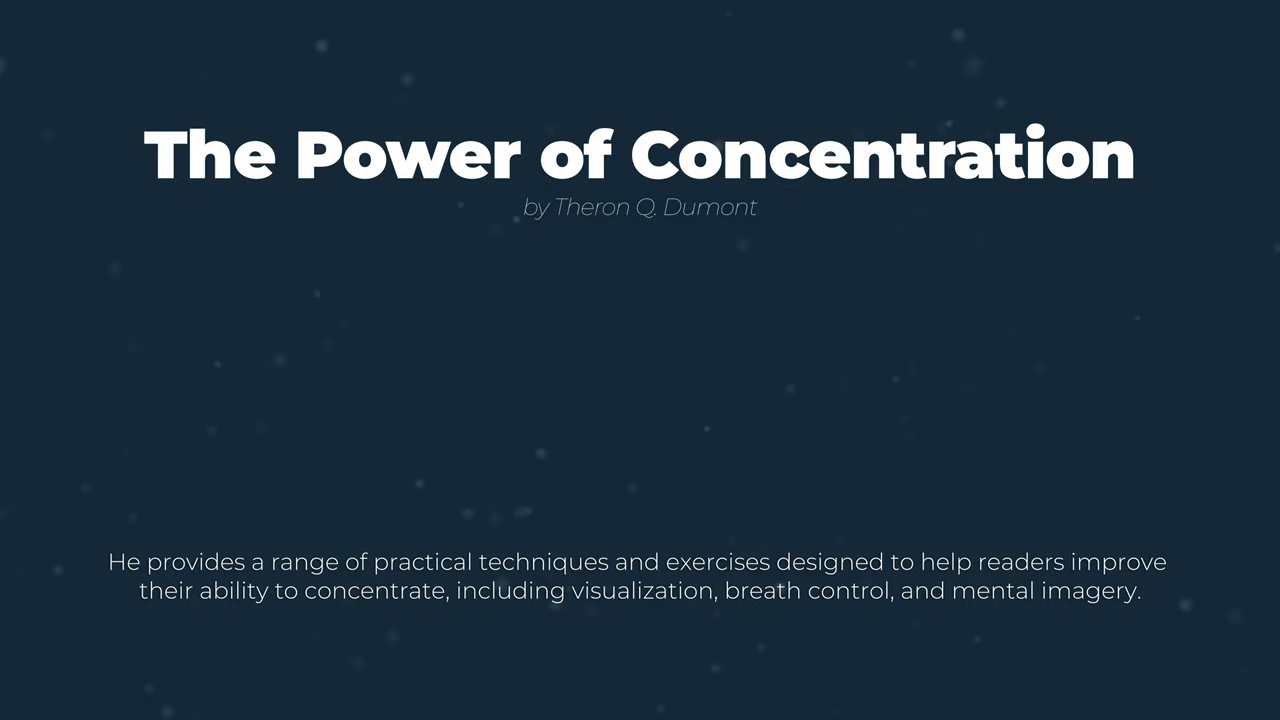 The Power of Concentration
by Theron Q. Dumont
He provides a range of practical techniques and exercises designed to help readers improve
their ability to concentrate, including visualization, breath control, and mental imagery.